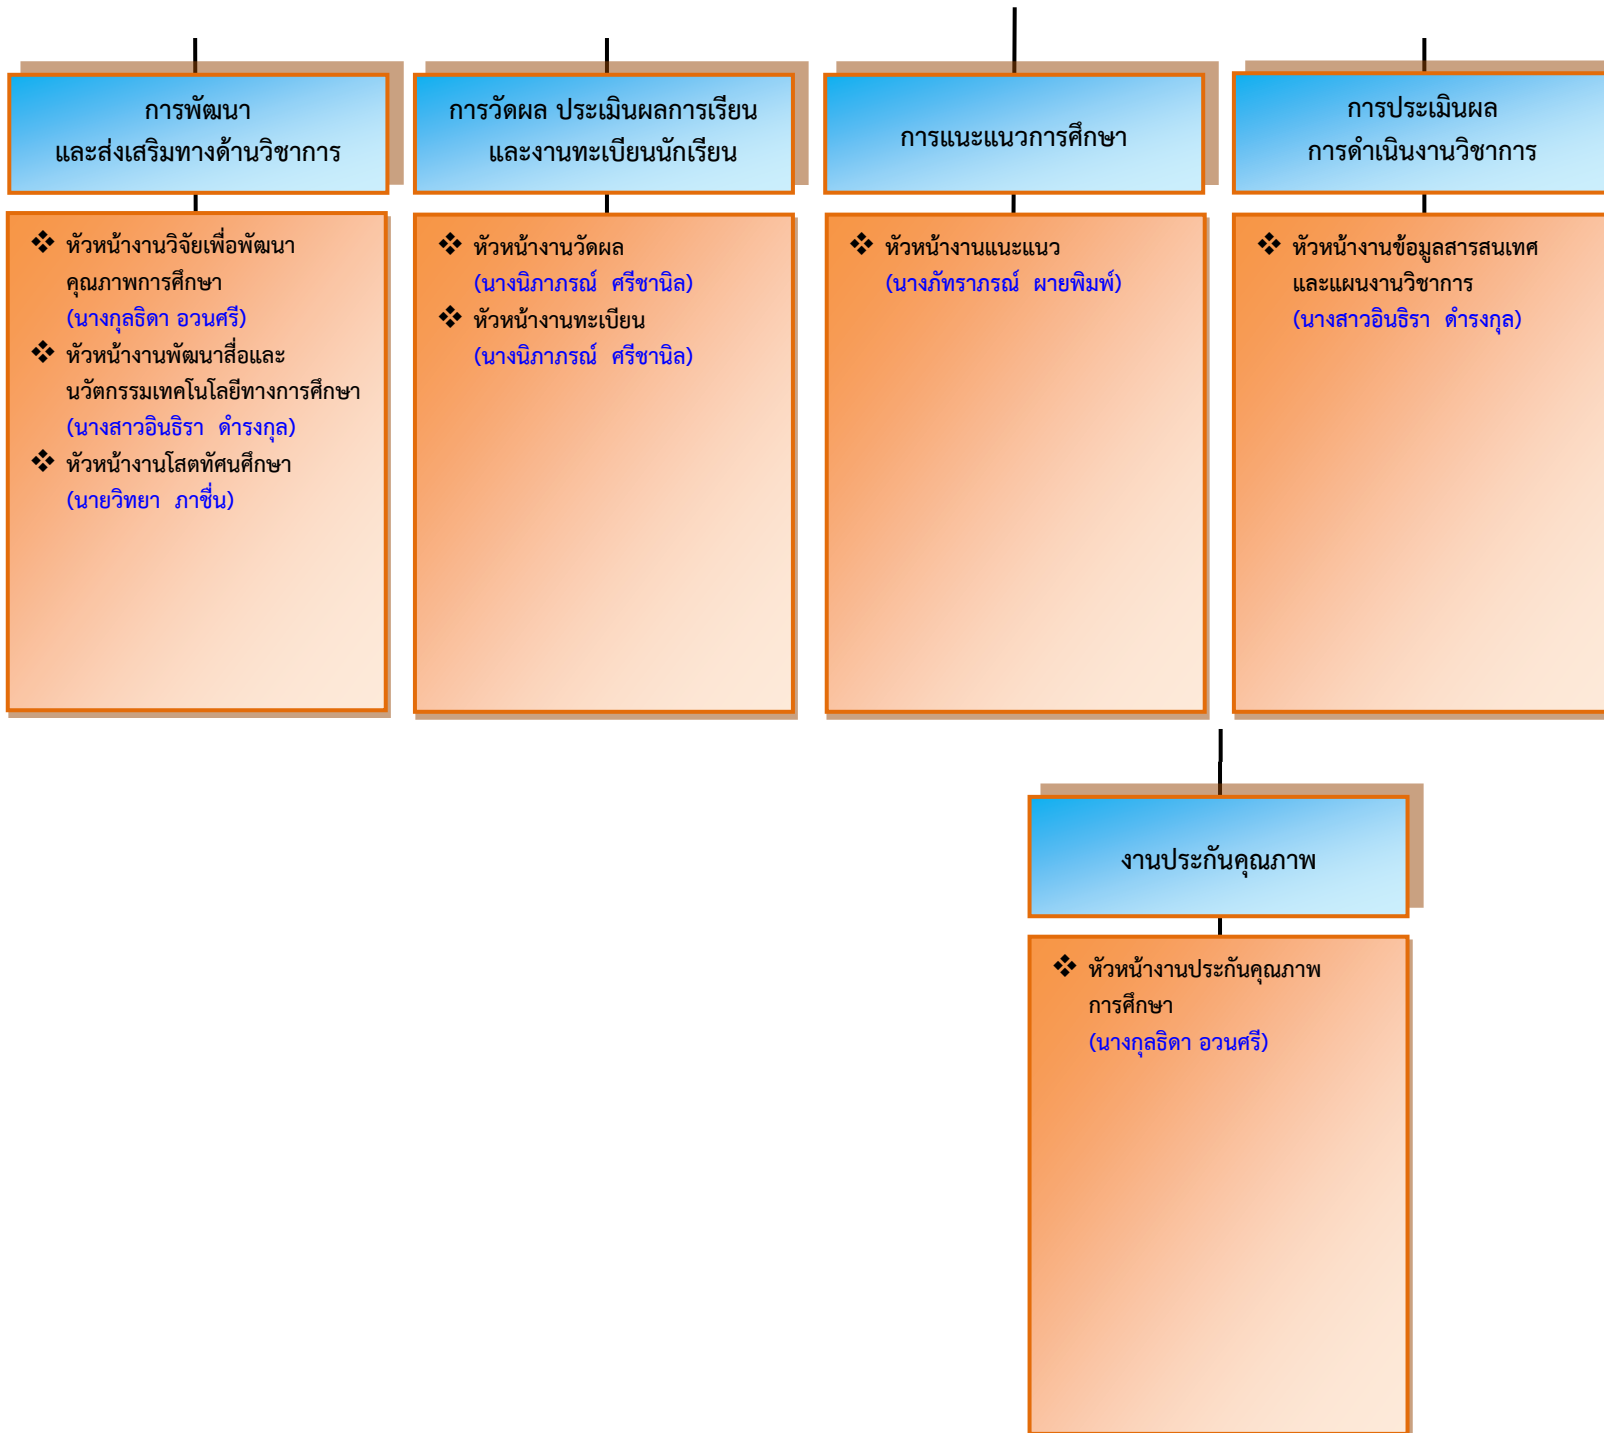 การพัฒนา
และส่งเสริมทางด้านวิชาการ
❖ หัวหน้างานวิจัยเพื่อพัฒนา
คุณภาพการศึกษา
(นางกุลธิดา อวนศรี)
❖ หัวหน้างานพัฒนาสื่อและ
นวัตกรรมเทคโนโลยีทางการศึกษา
(นางสาวอินธิรา ดำรงกุล)
❖ หัวหน้างานโสตทัศนศึกษา
(นายวิทยา ภาชื่น)
การวัดผล ประเมินผลการเรียน
และงานทะเบียนนักเรียน
❖ หัวหน้างานวัดผล
(นางนิภาภรณ์ ศรีชานิล)
❖ หัวหน้างานทะเบียน
(นางนิภาภรณ์ ศรีชานิล)
การแนะแนวการศึกษา
❖ หัวหน้างานแนะแนว
(นางภัทราภรณ์ ผายพิมพ์)
การประเมินผล
การดำเนินงานวิชาการ
❖ หัวหน้างานข้อมูลสารสนเทศ
และแผนงานวิชาการ
(นางสาวอินธิรา ดำรงกุล)
งานประกันคุณภาพ
❖ หัวหน้างานประกันคุณภาพ
การศึกษา
(นางกุลธิดา อวนศรี)